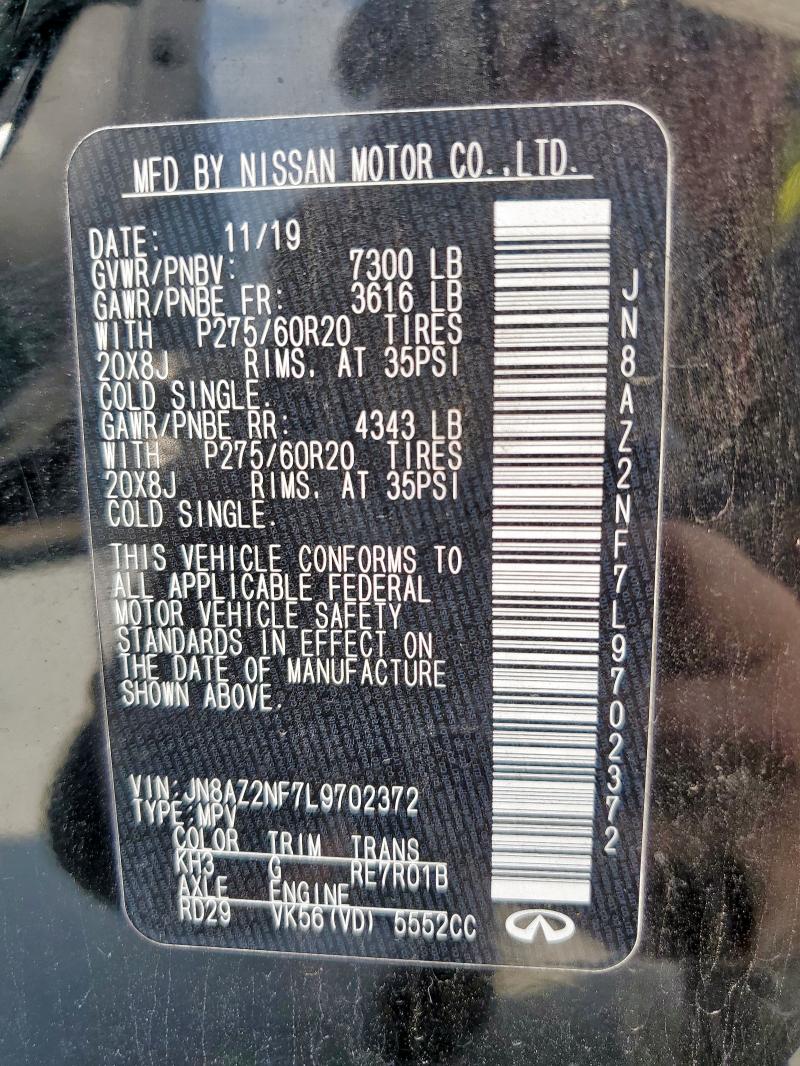 MFD BY NISSAN MOTOR CO.,LTD.
DATE: 11/19
GVWR/PNBV: 7300 LB
GAWR/PNBE FR: 3616 LB
WITH P275/60R20 TIRES
20X8J RIMS. AT 35PSI
COLD SINGLE.
GAWR/PNBE RR: 4343 LB
WITH P275/60R20 TIRES
20X8J RIMS. AT 35PSI
COLD SINGLE.
THIS VEHICLE CONFORMS TO
ALL APPLICABLE FEDERAL
MOTOR VEHICLE SAFETY
STANDARDS IN EFFECT ON
THE DATE OF MANUFACTURE
SHOWN ABOVE.
VIN:JN8AZ2NF7L9702372
TYPE:MPV
COLOR TRIM TRANS
KH3 G RE7R01B
AXLE ENGINE
RD29 VK56(VD) 5552CC
JN8AZ2NF7L9702372